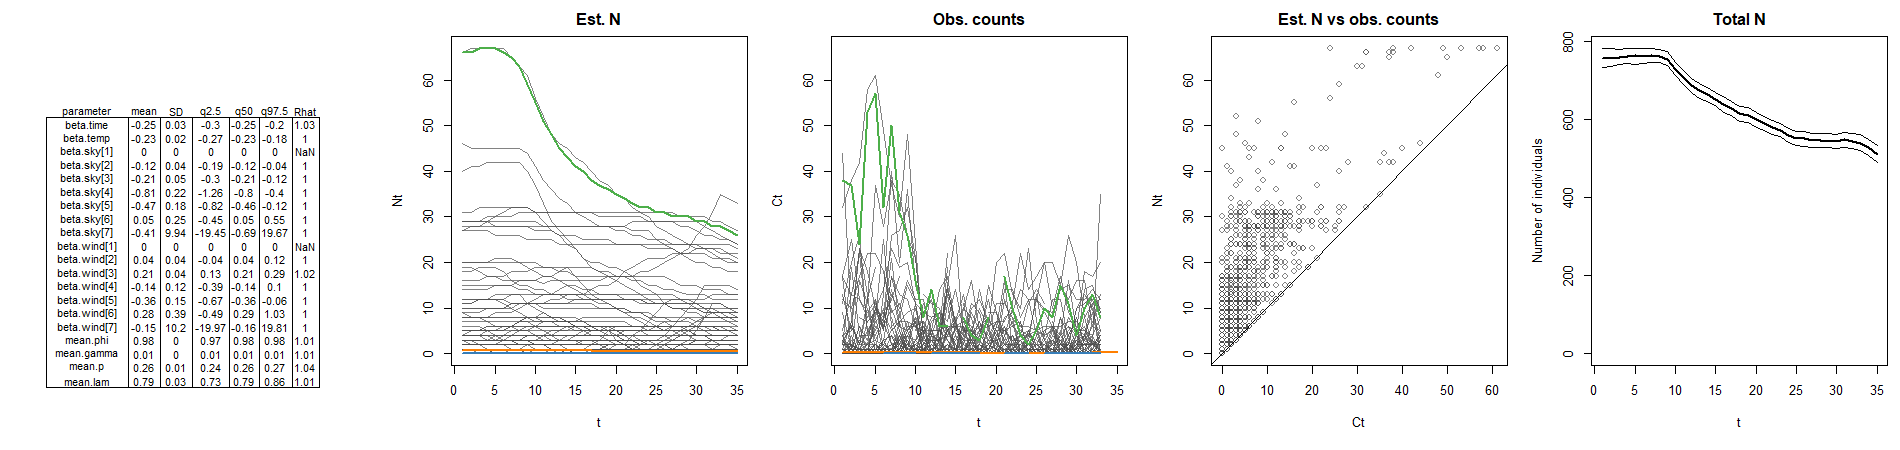 parameter mean SD q2.5 q50 q97.5 Rhat
beta.time -0.25 0.03 -0.3 -0.25 -0.2 1.03
beta.temp -0.23 0.02 -0.27 -0.23 -0.18 1
beta.sky[1] 0 0 0 0 0 NaN
beta.sky[2] -0.12 0.04 -0.19 -0.12 -0.04 1
beta.sky[3] -0.21 0.05 -0.3 -0.21 -0.12 1
beta.sky[4] -0.81 0.22 -1.26 -0.8 -0.4 1
beta.sky[5] -0.47 0.18 -0.82 -0.46 -0.12 1
beta.sky[6] 0.05 0.25 -0.45 0.05 0.55 1
beta.sky[7] -0.41 9.94 -19.45 -0.69 19.67 1
beta.wind[1] 0 0 0 0 0 NaN
beta.wind[2] 0.04 0.04 -0.04 0.04 0.12 1
beta.wind[3] 0.21 0.04 0.13 0.21 0.29 1.02
beta.wind[4] -0.14 0.12 -0.39 -0.14 0.1 1
beta.wind[5] -0.36 0.15 -0.67 -0.36 -0.06 1
beta.wind[6] 0.28 0.39 -0.49 0.29 1.03 1
beta.wind[7] -0.15 10.2 -19.97 -0.16 19.81 1
mean.phi 0.98 0 0.97 0.98 0.98 1.01
mean.gamma 0.01 0 0.01 0.01 0.01 1.01
mean.p 0.26 0.01 0.24 0.26 0.27 1.04
mean.lam 0.79 0.03 0.73 0.79 0.86 1.01
Est. N
Nt
60
50
40
30
20
10
0
0 5 10 15 20 25 30 35
t
Obs. counts
Ct
60
50
40
30
20
10
0
0 5 10 15 20 25 30 35
t
Est. N vs obs. counts
Nt
60
50
40
30
20
10
0
0 10 20 30 40 50 60
Ct
Total N
Number of individuals
800
600
400
200
0
0 5 10 15 20 25 30 35
t